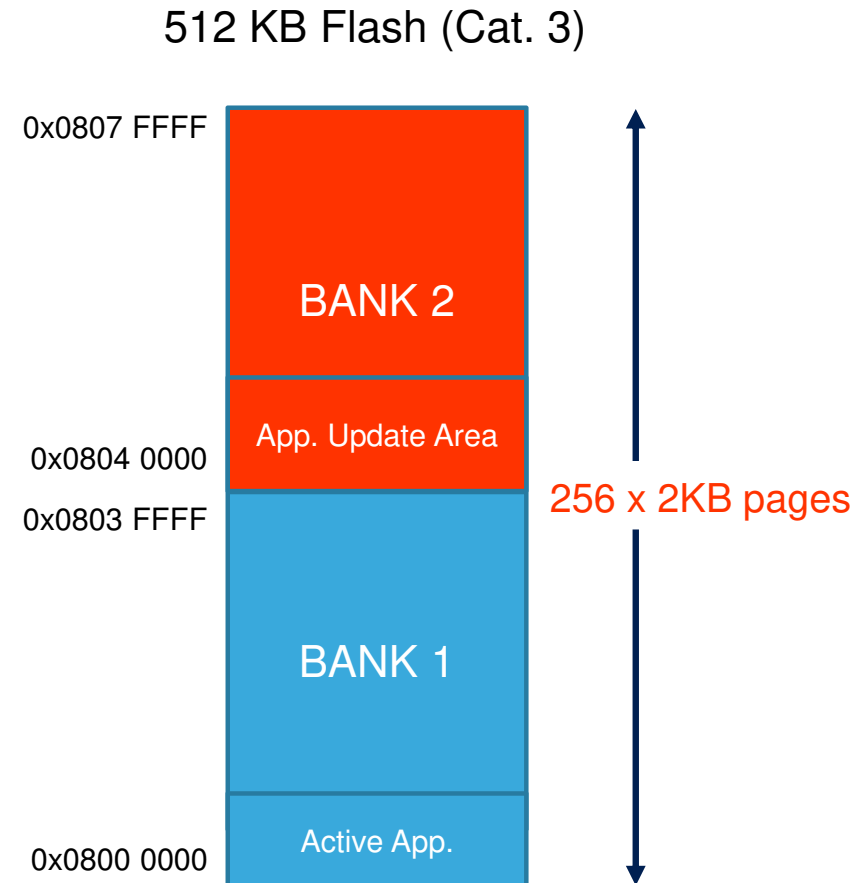 512 KB Flash (Cat. 3)
0x0807 FFFF
BANK 2
App. Update Area
0x0804 0000
256 x 2KB pages
0x0803 FFFF
BANK 1
Active App.
0x0800 0000